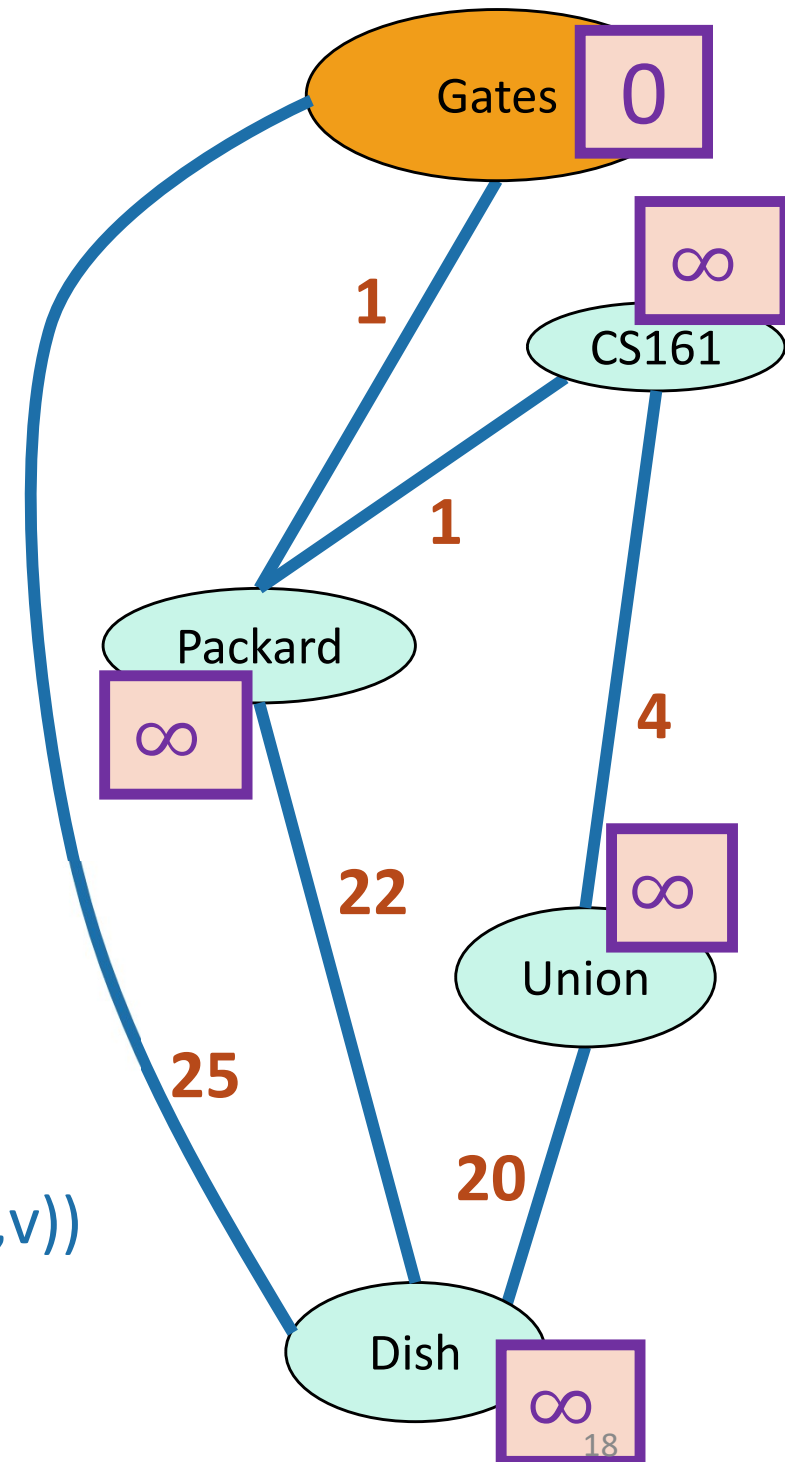 Gates
0
∞
1
CS161
1
Packard
∞
4
22
∞
Union
25
20
,v))
Dish
∞
18